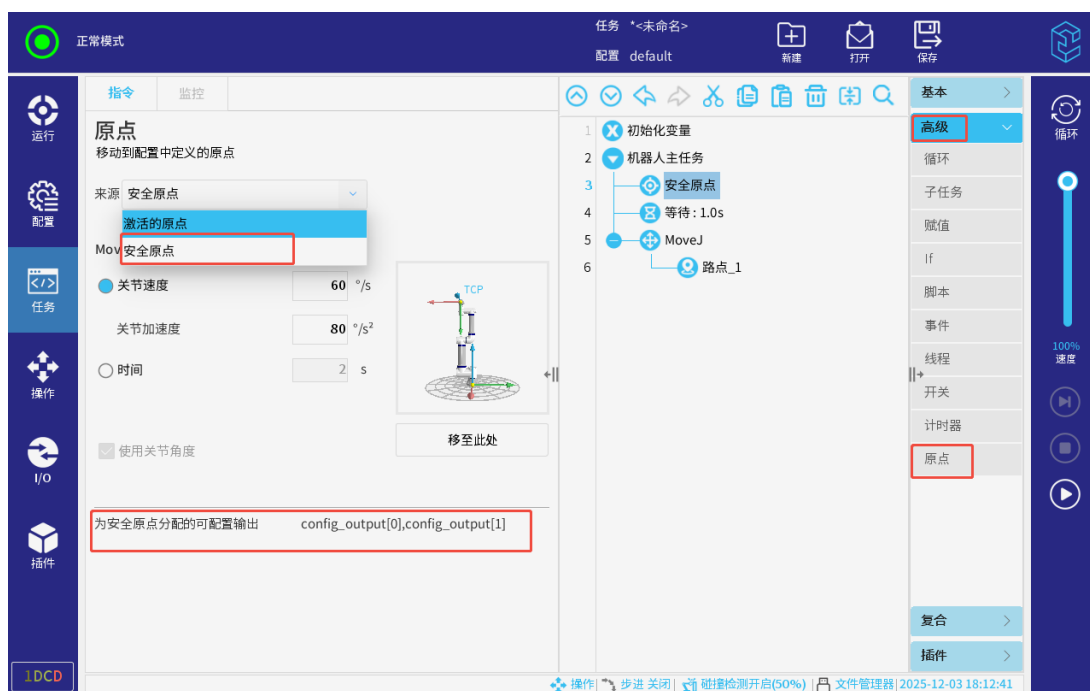 正常模式
任务 *<未命名>
配置 default
新建
打开
保存
运行
配置
任务
操作
I/O
插件
1DCD
指令
监控
原点
移动到配置中定义的原点
来源 安全原点
激活的原点
安全原点
Mov
关节速度 60 °/s
关节加速度 80 °/s²
时间 2 s
使用关节角度
TCP
移至此处
为安全原点分配的可配置输出 config_output[0],config_output[1]
1 初始化变量
2 机器人主任务
3 安全原点
4 等待 : 1.0s
5 MoveJ
6 路点_1
基本
高级
循环
子任务
赋值
If
脚本
事件
线程
开关
计时器
原点
复合
插件
循环
100%
速度
操作 步进 关闭 碰撞检测开启(50%) 文件管理器 2025-12-03 18:12:41